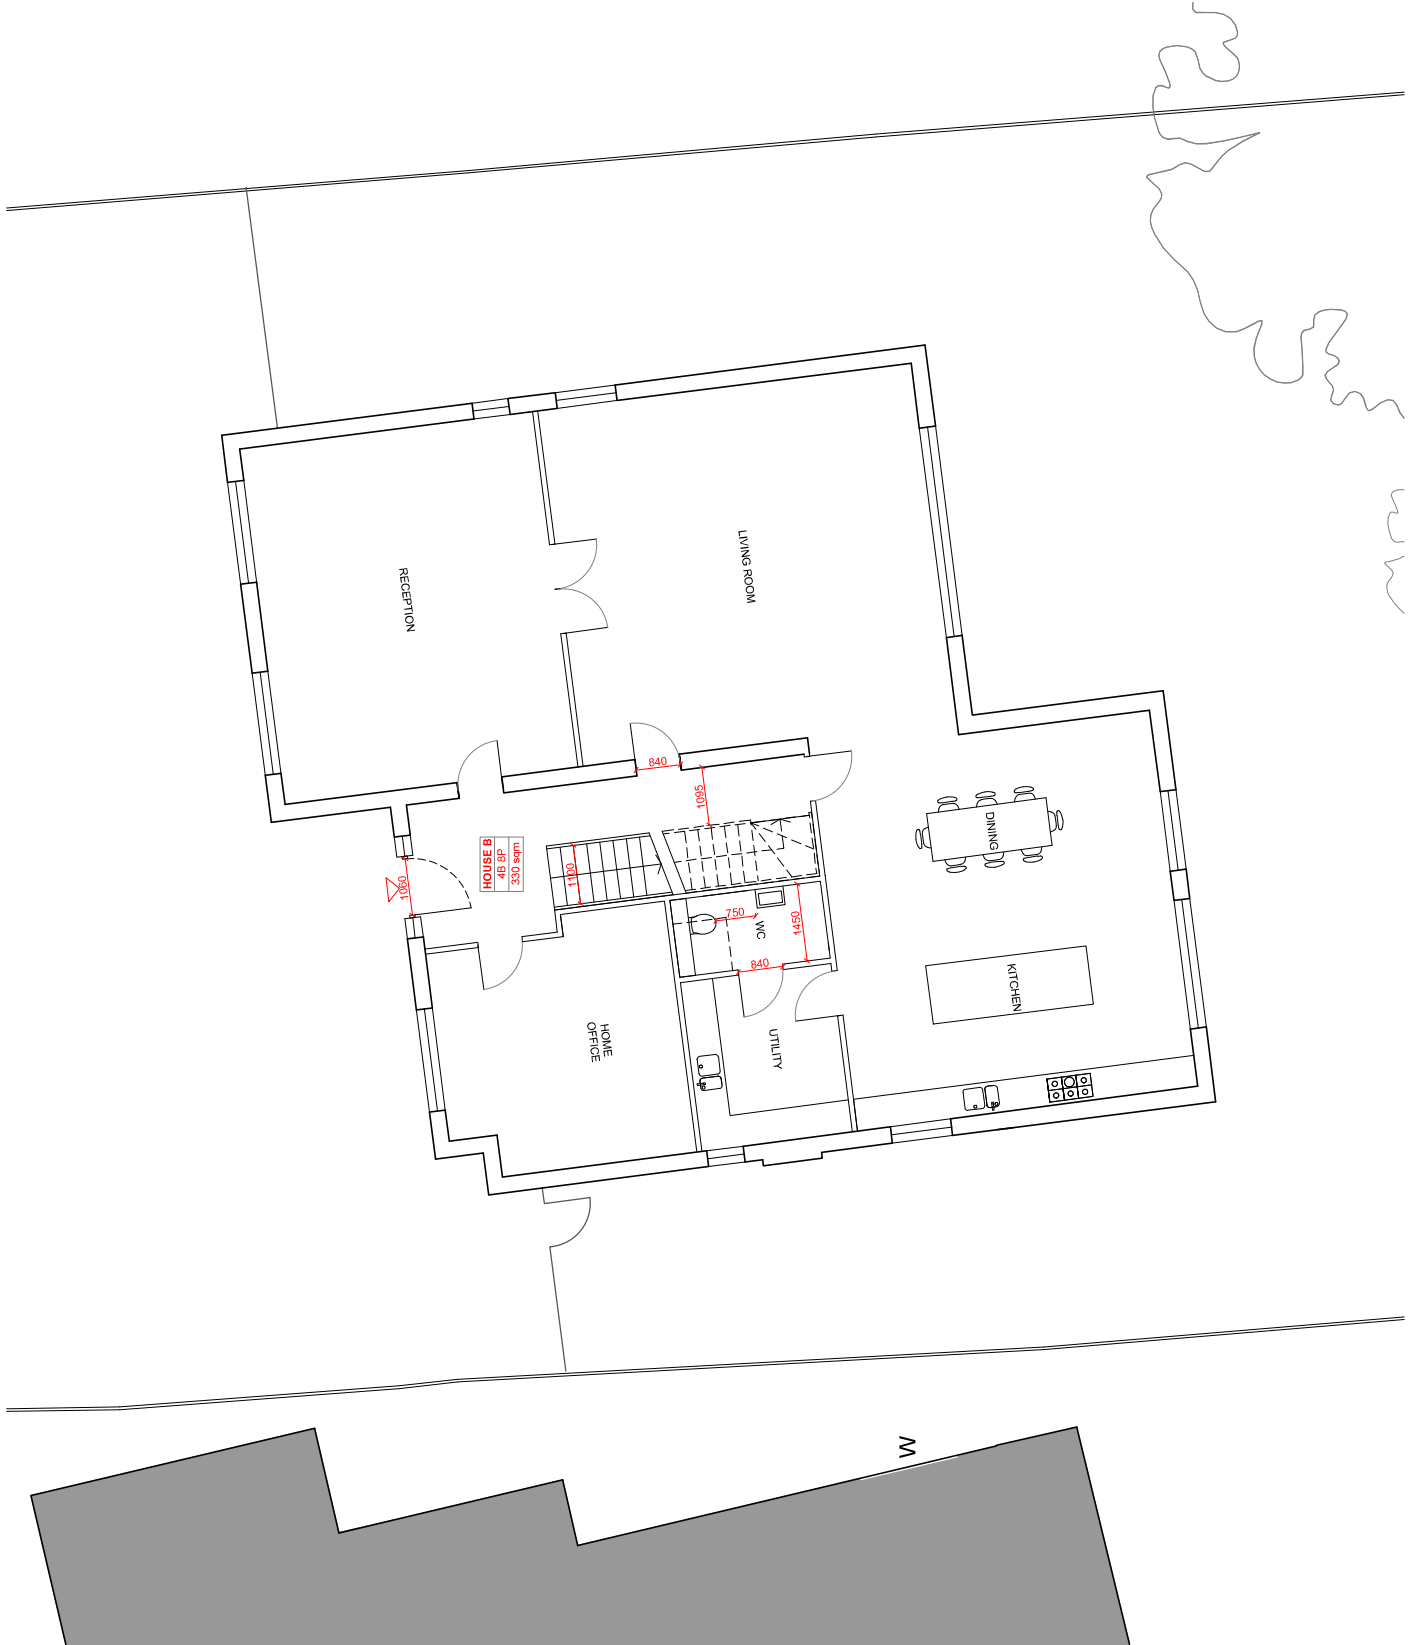 RECEPTION
LIVING ROOM
840
1095
DINING
HOUSE B
4B 8P
330 sqm
1060
1100
750
WC
1450
840
KITCHEN
HOME
OFFICE
UTILITY
W